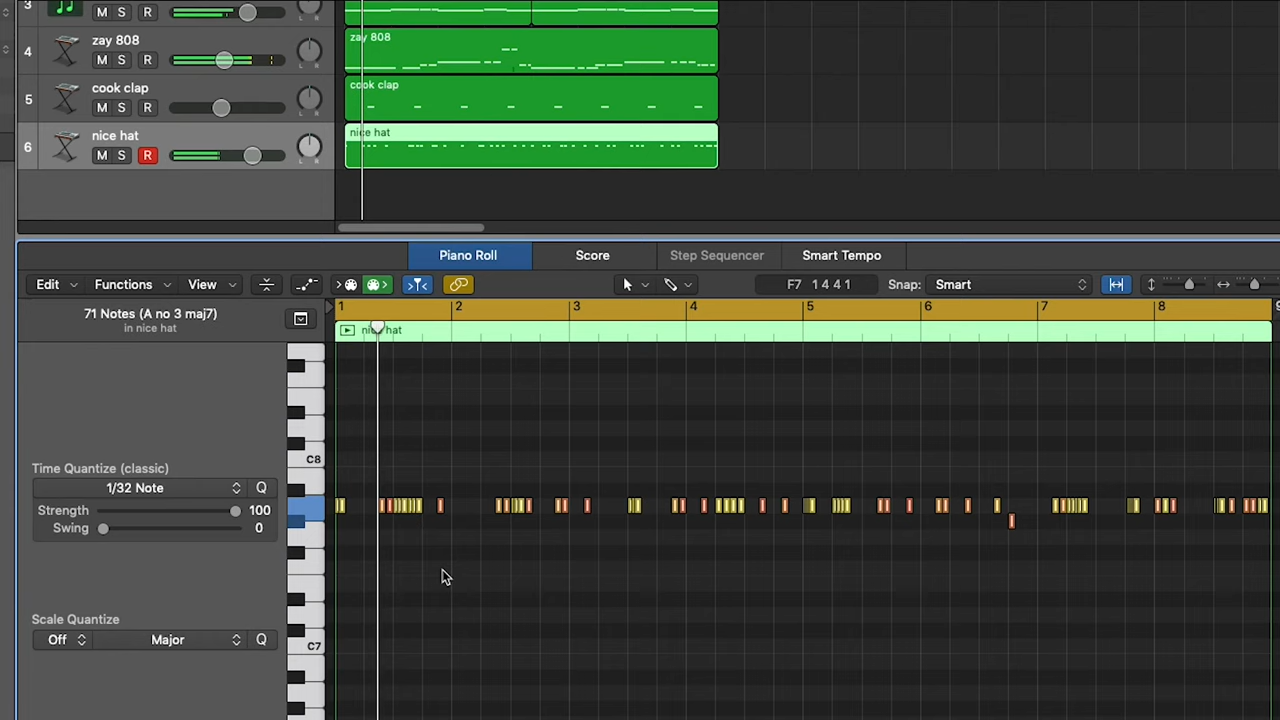 3
M S R
L R
zay 808
4
zay 808
M S R
L R
cook clap
5
cook clap
M S R
L R
nice hat
6
nice hat
M S R
L R
Piano Roll
Score
Step Sequencer
Smart Tempo
Edit
Functions
View
F7 1 4 4 1
Snap:
Smart
1 2 3 4 5 6 7 8 9
71 Notes (A no 3 maj7)
in nice hat
nice hat
C8
Time Quantize (classic)
1/32 Note
Q
Strength
100
Swing
0
Scale Quantize
Off
Major
Q
C7